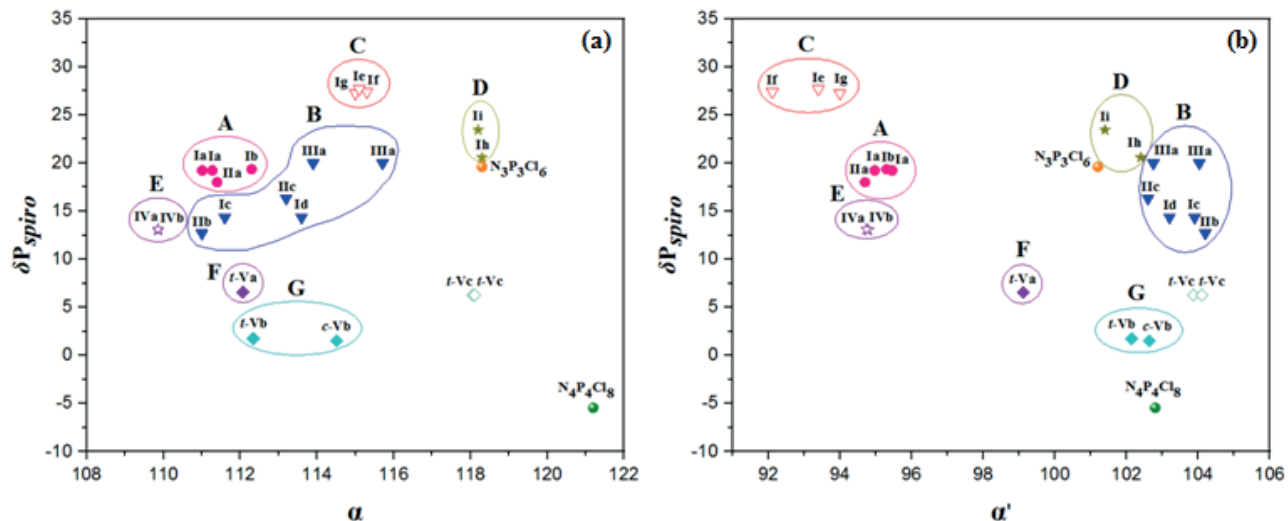 35
30
25
20
15
10
5
0
-5
-10
δP_spiro
(a)
C
Ie
Ig If
D
Ii
Ih
N₃P₃Cl₆
B
IIIa IIIa
A
Ia Ia Ib
IIa
IIc
Id
Ic
IIb
E
IVa IVb
F
t-Va
t-Vc t-Vc
G
t-Vb
c-Vb
N₄P₄Cl₈
108 110 112 114 116 118 120 122
α
35
30
25
20
15
10
5
0
-5
-10
δP_spiro
(b)
C
If Ie Ig
D
Ii
Ih
N₃P₃Cl₆
B
IIIa IIIa
IIc
Id Ic
IIb
A
Ia Ib Ia
IIa
E
IVa IVb
F
t-Va
t-Vc t-Vc
G
t-Vb c-Vb
N₄P₄Cl₈
92 94 96 98 100 102 104 106
α'